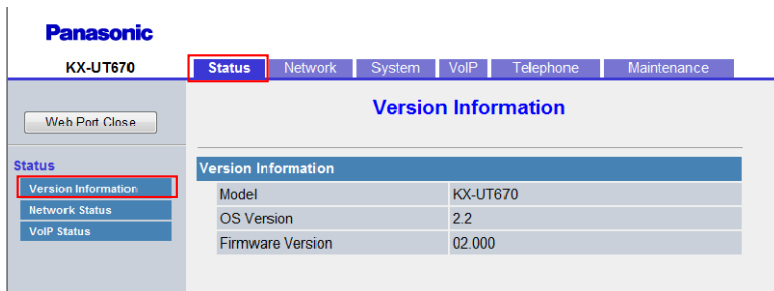 Panasonic
KX-UT670 Status Network System VoIP Telephone Maintenance
Web Port Close
Version Information
Status
Version Information
Network Status
VoIP Status
Version Information
Model KX-UT670
OS Version 2.2
Firmware Version 02.000